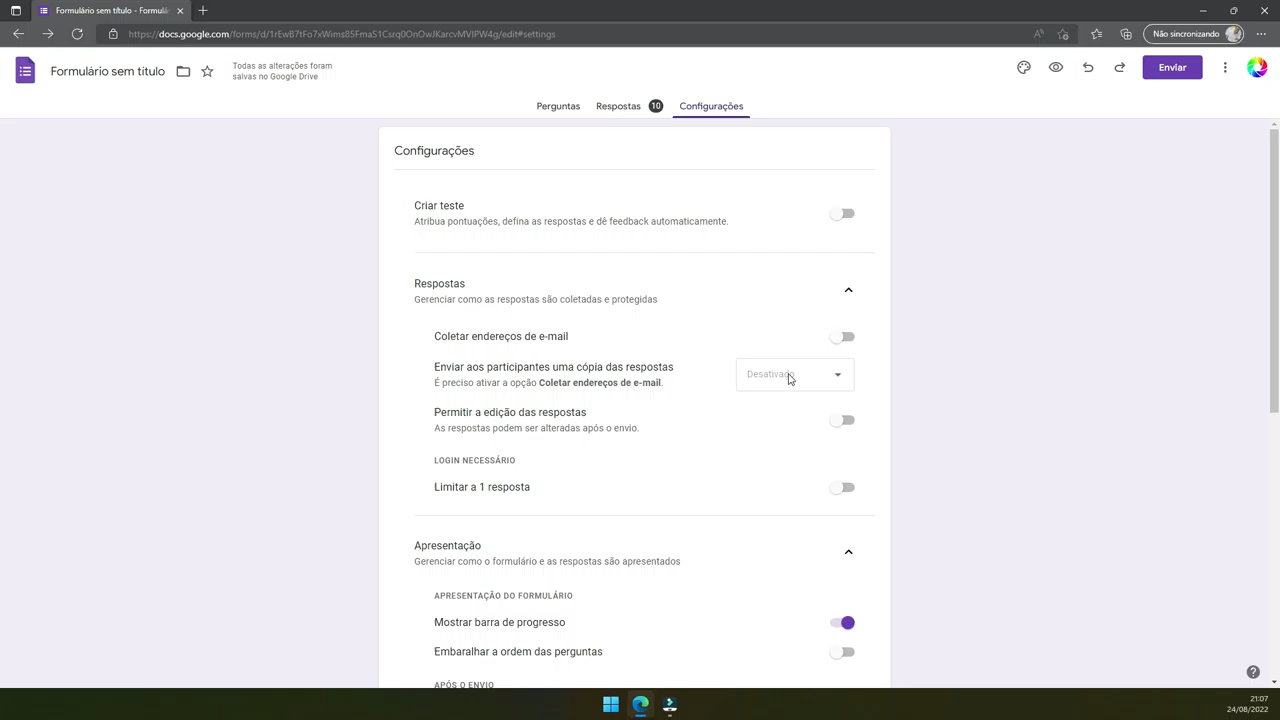 Formulário sem título - Formulá
https://docs.google.com/forms/d/1rEwB7tFo7xWims85FmaS1Csrq0OnOwJKarcvMVlPW4g/edit#settings
Não sincronizando
Formulário sem título
Todas as alterações foram
salvas no Google Drive
Enviar
Perguntas
Respostas 10
Configurações
Configurações
Criar teste
Atribua pontuações, defina as respostas e dê feedback automaticamente.
Respostas
Gerenciar como as respostas são coletadas e protegidas
Coletar endereços de e-mail
Enviar aos participantes uma cópia das respostas
É preciso ativar a opção Coletar endereços de e-mail.
Desativado
Permitir a edição das respostas
As respostas podem ser alteradas após o envio.
LOGIN NECESSÁRIO
Limitar a 1 resposta
Apresentação
Gerenciar como o formulário e as respostas são apresentados
APRESENTAÇÃO DO FORMULÁRIO
Mostrar barra de progresso
Embaralhar a ordem das perguntas
APÓS O ENVIO
21:07
24/08/2022